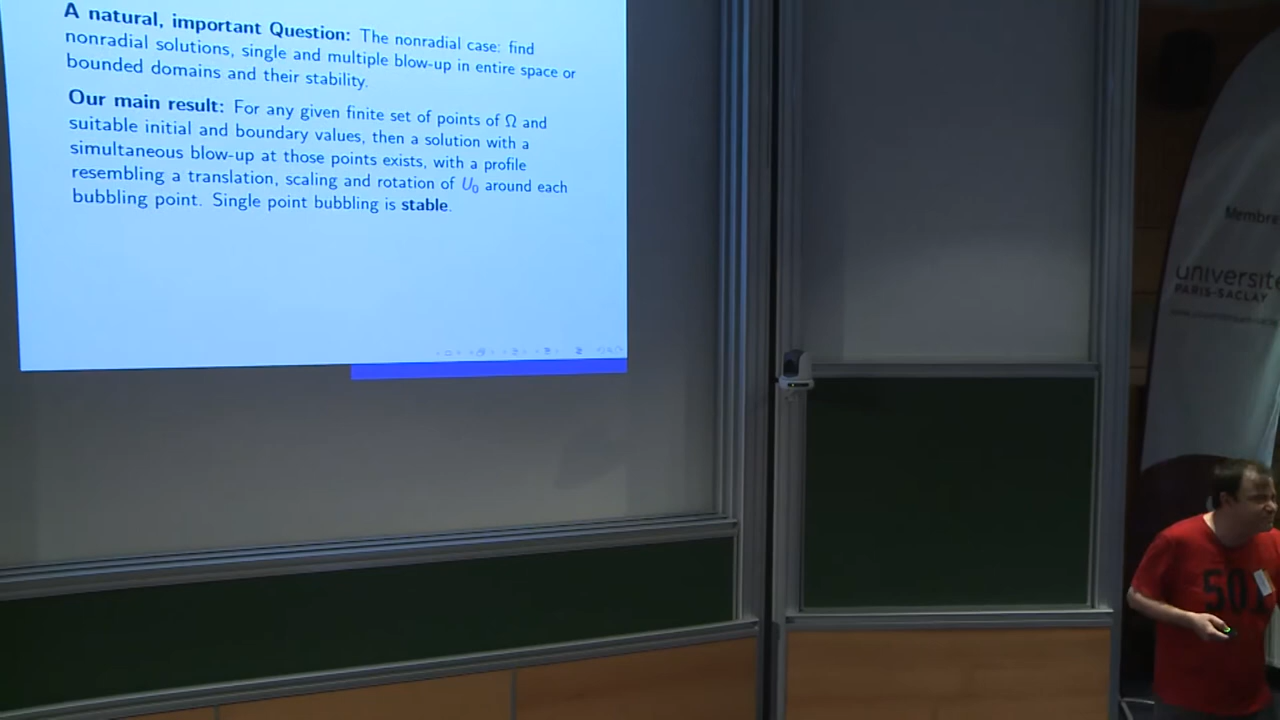 A natural, important Question: The nonradial case: find
nonradial solutions, single and multiple blow-up in entire space or
bounded domains and their stability.
Our main result: For any given finite set of points of Ω and
suitable initial and boundary values, then a solution with a
simultaneous blow-up at those points exists, with a profile
resembling a translation, scaling and rotation of U₀ around each
bubbling point. Single point bubbling is stable.
Membre
université
PARIS-SACLAY
501